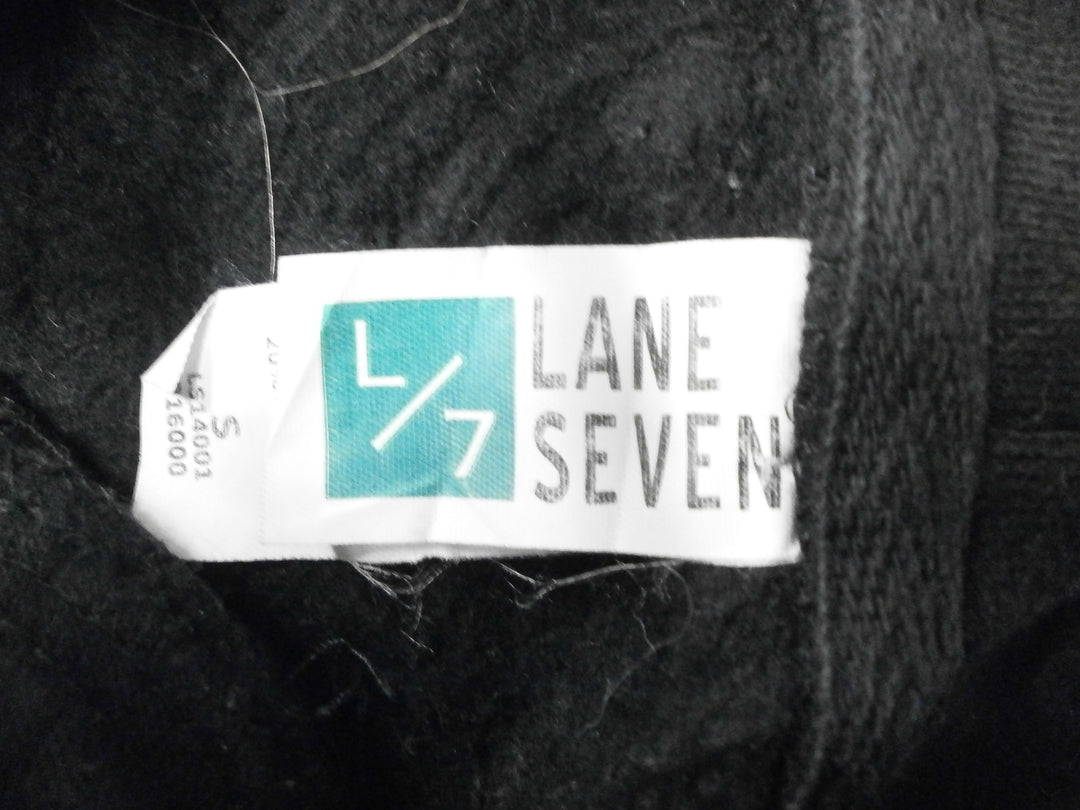 L/7
LANE
SEVEN
S
LS14001
16000